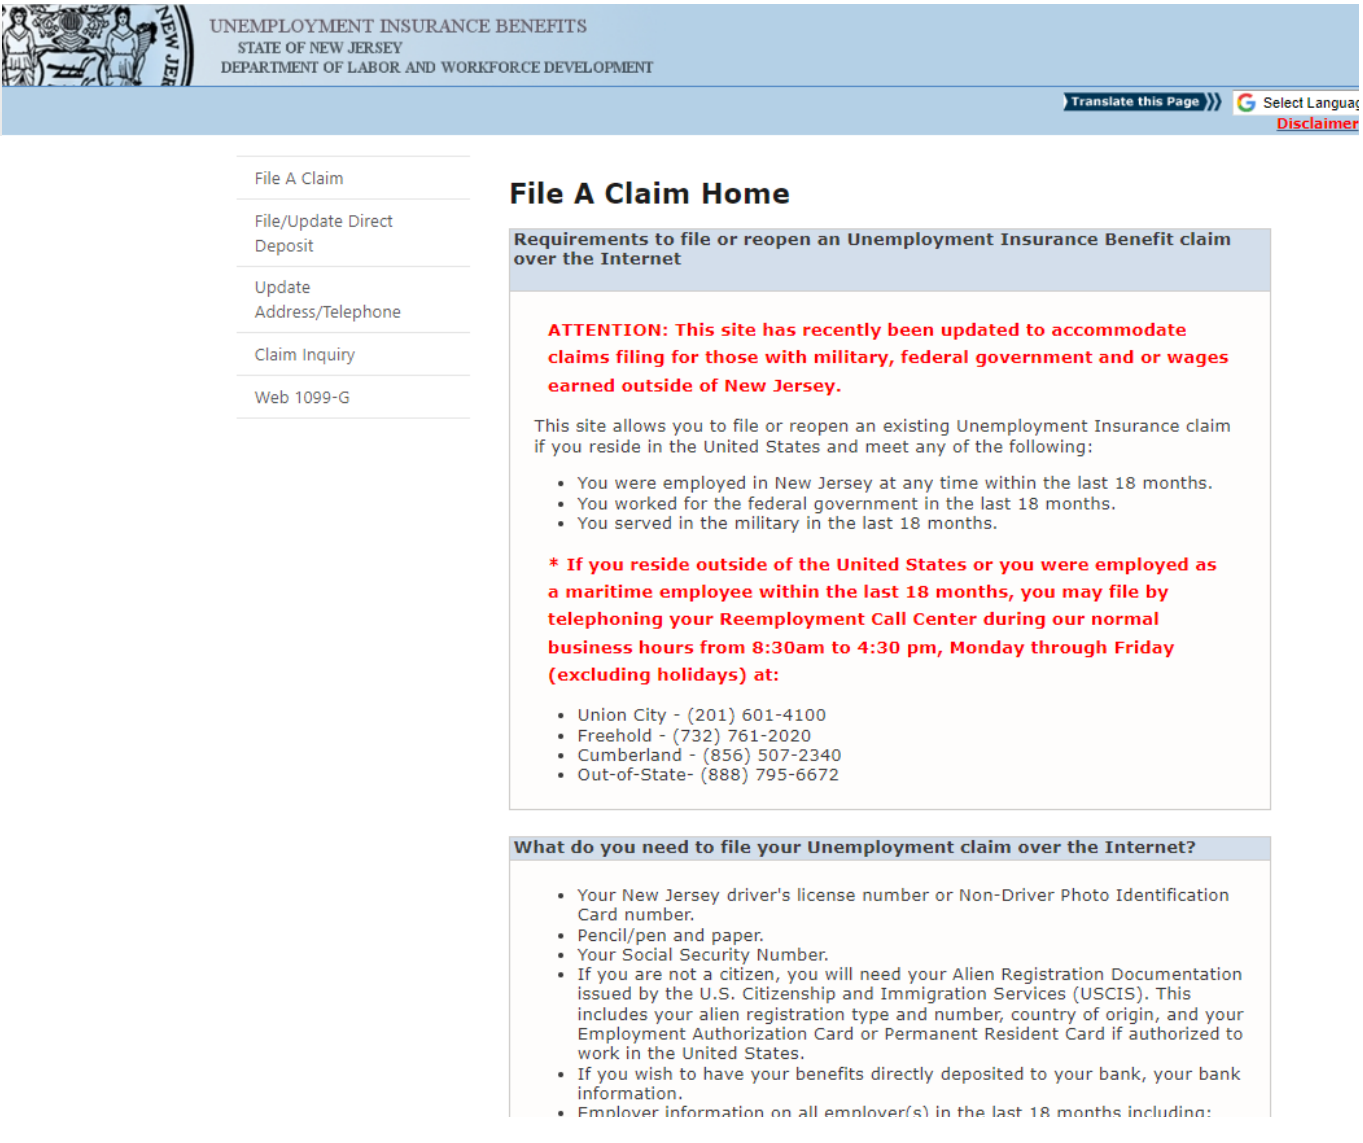 NEW JER
UNEMPLOYMENT INSURANCE BENEFITS
STATE OF NEW JERSEY
DEPARTMENT OF LABOR AND WORKFORCE DEVELOPMENT
Translate this Page
Select Languag
Disclaimer
File A Claim
File/Update Direct
Deposit
Update
Address/Telephone
Claim Inquiry
Web 1099-G
File A Claim Home
Requirements to file or reopen an Unemployment Insurance Benefit claim
over the Internet
ATTENTION: This site has recently been updated to accommodate
claims filing for those with military, federal government and or wages
earned outside of New Jersey.
This site allows you to file or reopen an existing Unemployment Insurance claim
if you reside in the United States and meet any of the following:
• You were employed in New Jersey at any time within the last 18 months.
• You worked for the federal government in the last 18 months.
• You served in the military in the last 18 months.
* If you reside outside of the United States or you were employed as
a maritime employee within the last 18 months, you may file by
telephoning your Reemployment Call Center during our normal
business hours from 8:30am to 4:30 pm, Monday through Friday
(excluding holidays) at:
• Union City - (201) 601-4100
• Freehold - (732) 761-2020
• Cumberland - (856) 507-2340
• Out-of-State- (888) 795-6672
What do you need to file your Unemployment claim over the Internet?
• Your New Jersey driver's license number or Non-Driver Photo Identification
Card number.
• Pencil/pen and paper.
• Your Social Security Number.
• If you are not a citizen, you will need your Alien Registration Documentation
issued by the U.S. Citizenship and Immigration Services (USCIS). This
includes your alien registration type and number, country of origin, and your
Employment Authorization Card or Permanent Resident Card if authorized to
work in the United States.
• If you wish to have your benefits directly deposited to your bank, your bank
information.
• Employer information on all employer(s) in the last 18 months including: